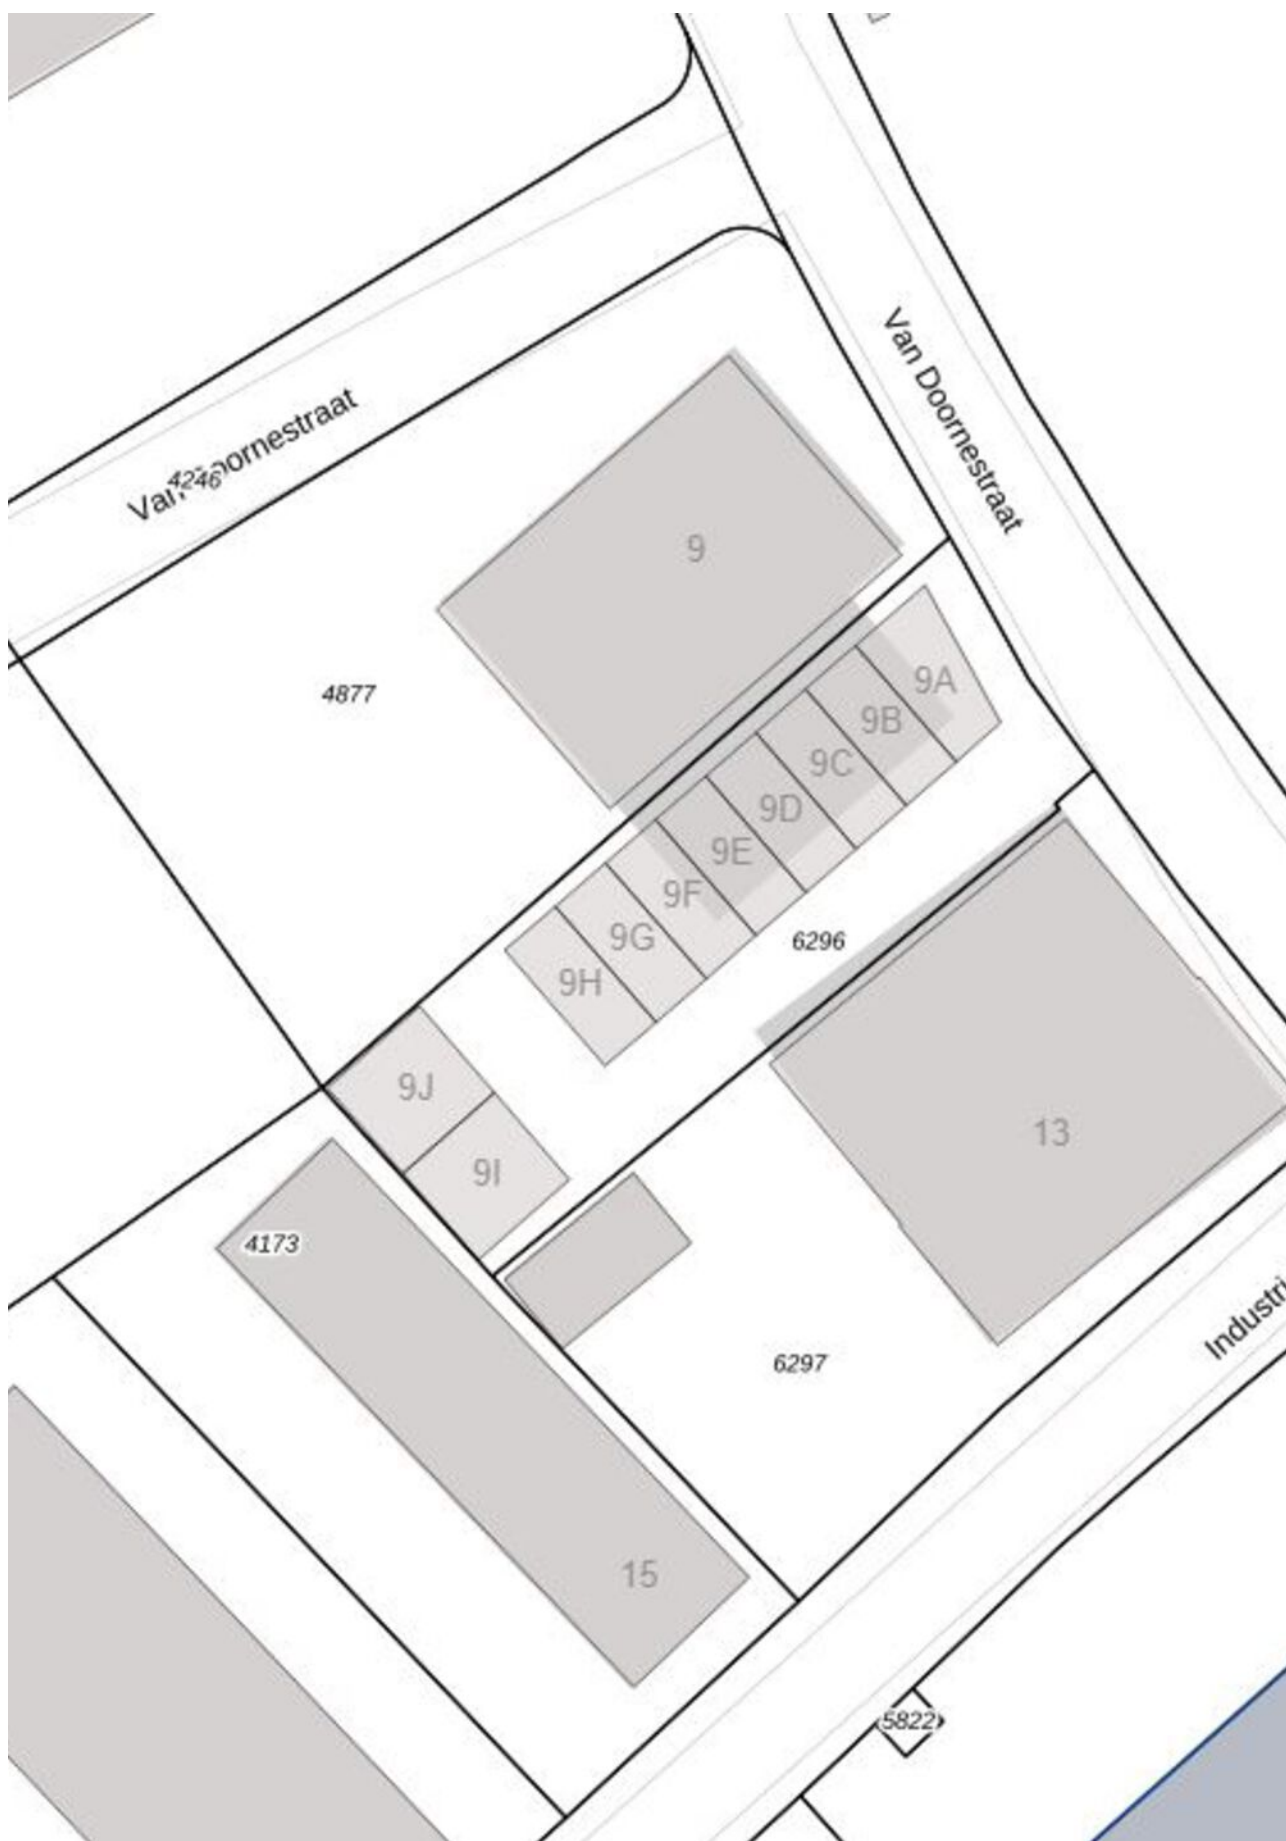 Van Doornestraat
4246
Van Doornestraat
9
4877
9A
9B
9C
9D
9E
9F
9G
9H
6296
9J
9I
13
4173
6297
Industri
15
5822